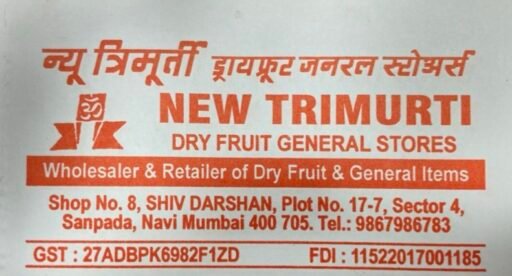 न्यू त्रिमूर्ती ड्रायफ्रूट जनरल स्टोअर्स
ॐ
NEW TRIMURTI
DRY FRUIT GENERAL STORES
Wholesaler & Retailer of Dry Fruit & General Items
Shop No. 8, SHIV DARSHAN, Plot No. 17-7, Sector 4,
Sanpada, Navi Mumbai 400 705. Tel.: 9867986783
GST : 27ADBPK6982F1ZD FDI : 11522017001185